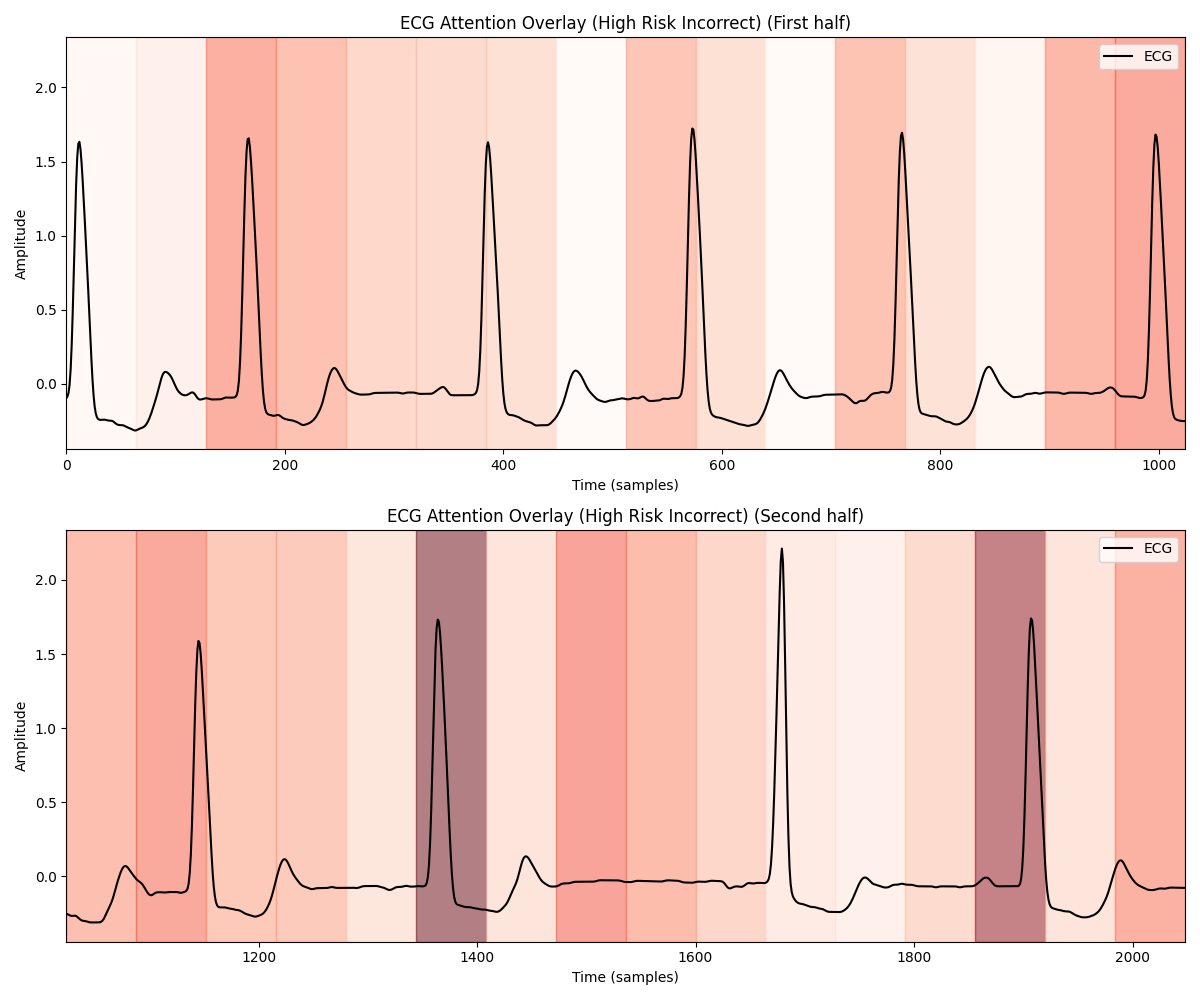 ECG Attention Overlay (High Risk Incorrect) (First half)
ECG
Amplitude
2.0
1.5
1.0
0.5
0.0
0 200 400 600 800 1000
Time (samples)
ECG Attention Overlay (High Risk Incorrect) (Second half)
ECG
Amplitude
2.0
1.5
1.0
0.5
0.0
1200 1400 1600 1800 2000
Time (samples)